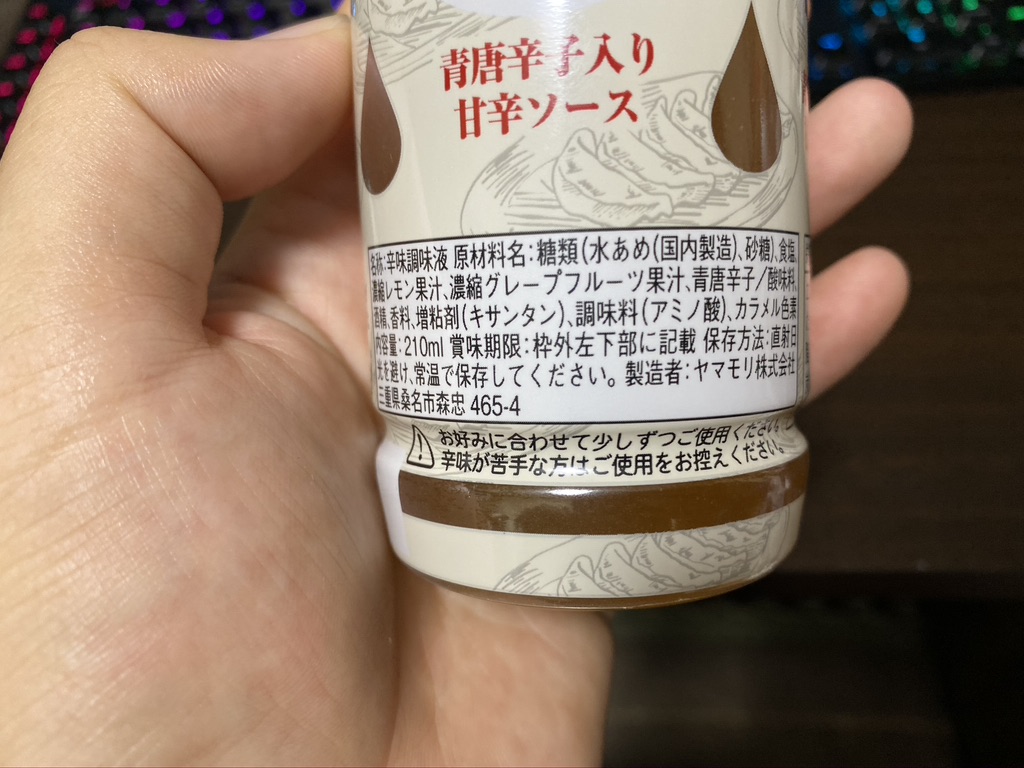 青唐辛子入り
甘辛ソース
名称:辛味調味液 原材料名:糖類(水あめ(国内製造)、砂糖)、食塩、
濃縮レモン果汁、濃縮グレープフルーツ果汁、青唐辛子/酸味料、
酒精、香料、増粘剤(キサンタン)、調味料(アミノ酸)、カラメル色素
内容量:210ml 賞味期限:枠外左下部に記載 保存方法:直射日
光を避け、常温で保存してください。 製造者:ヤマモリ株式会社
三重県桑名市森忠 465-4
お好みに合わせて少しずつご使用ください。
辛味が苦手な方はご使用をお控えください。